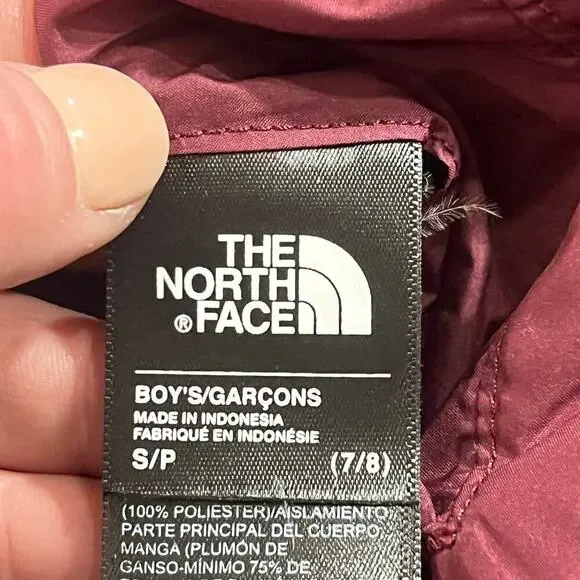 THE
NORTH
®FACE
BOY'S/GARÇONS
MADE IN INDONESIA
FABRIQUÉ EN INDONÉSIE
S/P (7/8)
(100% POLIESTER)/AISLAMIENTO:
PARTE PRINCIPAL DEL CUERPO,
MANGA (PLUMÓN DE
GANSO-MÍNIMO 75% DE